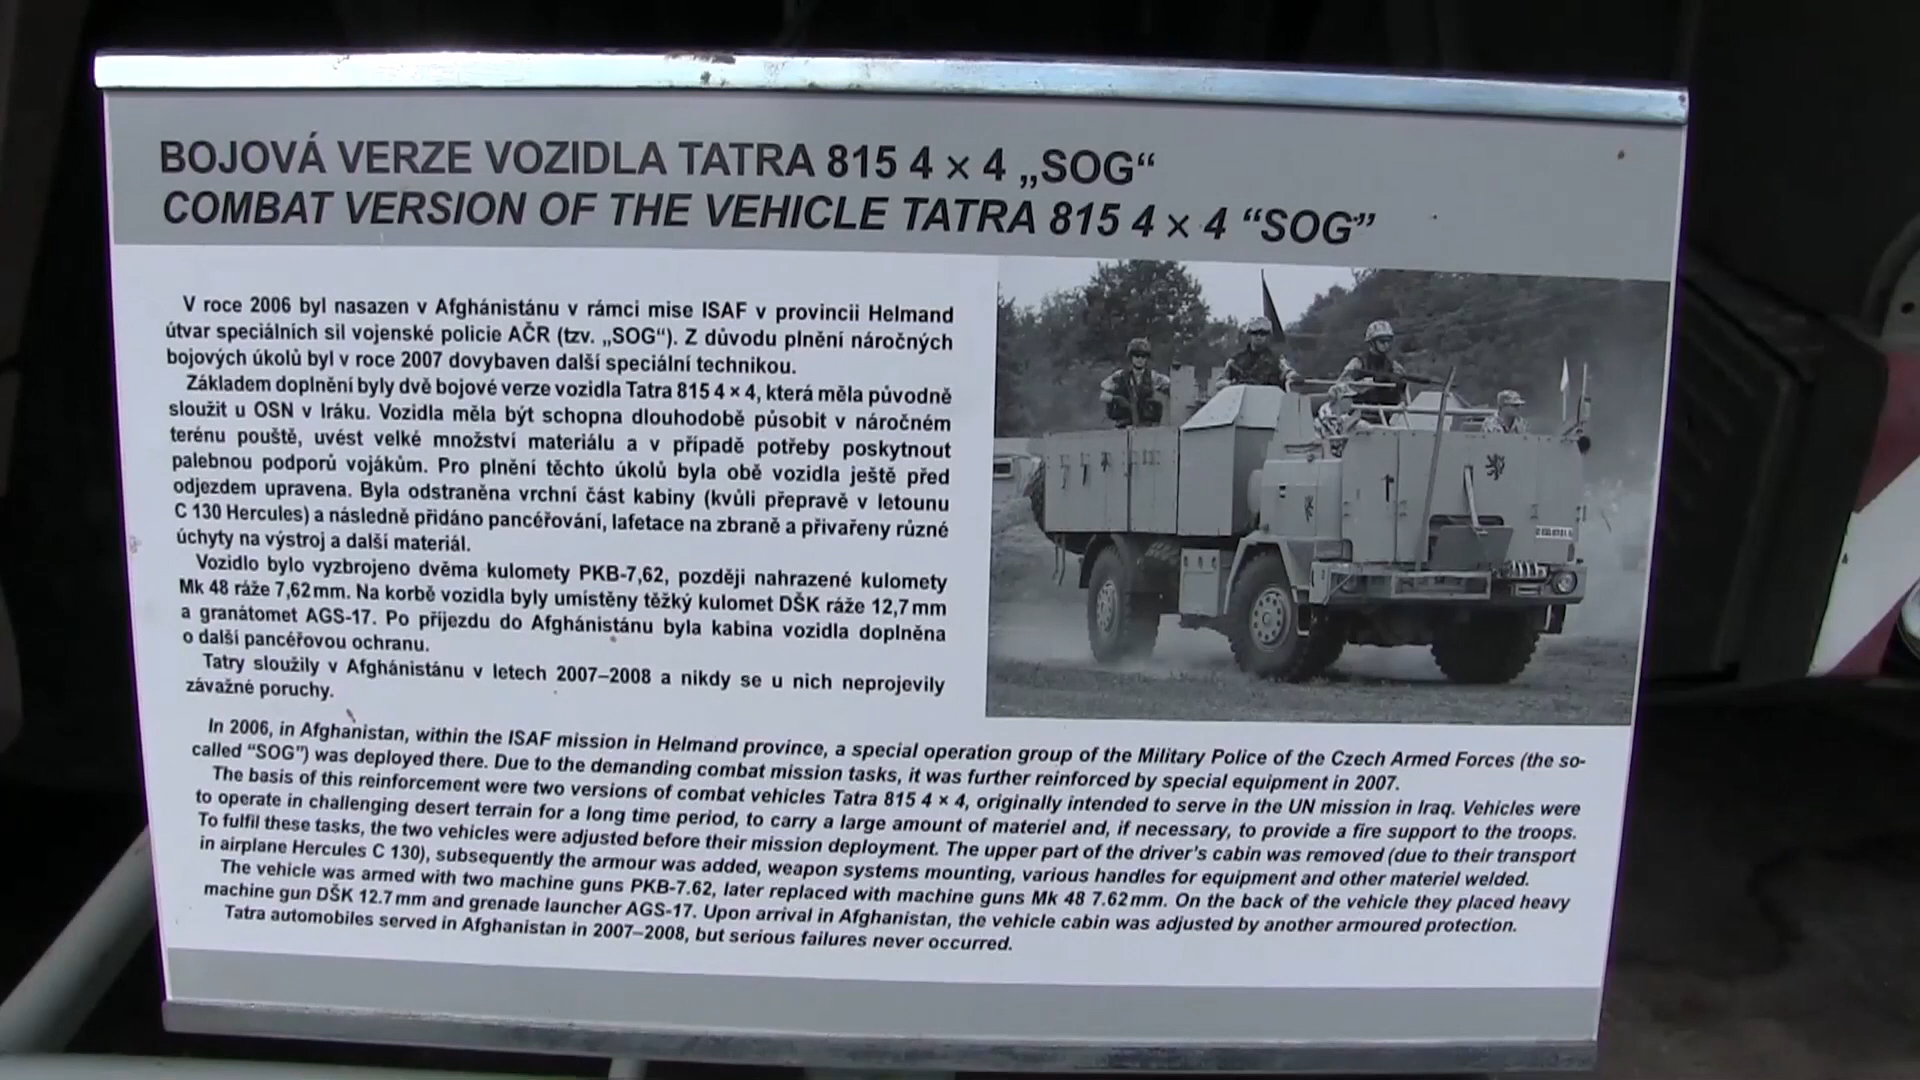 BOJOVÁ VERZE VOZIDLA TATRA 815 4 × 4 „SOG“
COMBAT VERSION OF THE VEHICLE TATRA 815 4 × 4 “SOG”
V roce 2006 byl nasazen v Afghánistánu v rámci mise ISAF v provincii Helmand
útvar speciálních sil vojenské policie AČR (tzv. „SOG“). Z důvodu plnění náročných
bojových úkolů byl v roce 2007 dovybaven další speciální technikou.
Základem doplnění byly dvě bojové verze vozidla Tatra 815 4 × 4, která měla původně
sloužit u OSN v Iráku. Vozidla měla být schopna dlouhodobě působit v náročném
terénu pouště, uvést velké množství materiálu a v případě potřeby poskytnout
palebnou podporů vojákům. Pro plnění těchto úkolů byla obě vozidla ještě před
odjezdem upravena. Byla odstraněna vrchní část kabiny (kvůli přepravě v letounu
C 130 Hercules) a následně přidáno pancéřování, lafetace na zbraně a přivařeny různé
úchyty na výstroj a další materiál.
Vozidlo bylo vyzbrojeno dvěma kulomety PKB-7,62, později nahrazené kulomety
Mk 48 ráže 7,62 mm. Na korbě vozidla byly umístěny těžký kulomet DŠK ráže 12,7 mm
a granátomet AGS-17. Po příjezdu do Afghánistánu byla kabina vozidla doplněna
o další pancéřovou ochranu.
Tatry sloužily v Afghánistánu v letech 2007–2008 a nikdy se u nich neprojevily
závažné poruchy.
In 2006, in Afghanistan, within the ISAF mission in Helmand province, a special operation group of the Military Police of the Czech Armed Forces (the so-
called “SOG”) was deployed there. Due to the demanding combat mission tasks, it was further reinforced by special equipment in 2007.
The basis of this reinforcement were two versions of combat vehicles Tatra 815 4 × 4, originally intended to serve in the UN mission in Iraq. Vehicles were
to operate in challenging desert terrain for a long time period, to carry a large amount of materiel and, if necessary, to provide a fire support to the troops.
To fulfil these tasks, the two vehicles were adjusted before their mission deployment. The upper part of the driver's cabin was removed (due to their transport
in airplane Hercules C 130), subsequently the armour was added, weapon systems mounting, various handles for equipment and other materiel welded.
The vehicle was armed with two machine guns PKB-7.62, later replaced with machine guns Mk 48 7.62 mm. On the back of the vehicle they placed heavy
machine gun DŠK 12.7 mm and grenade launcher AGS-17. Upon arrival in Afghanistan, the vehicle cabin was adjusted by another armoured protection.
Tatra automobiles served in Afghanistan in 2007–2008, but serious failures never occurred.